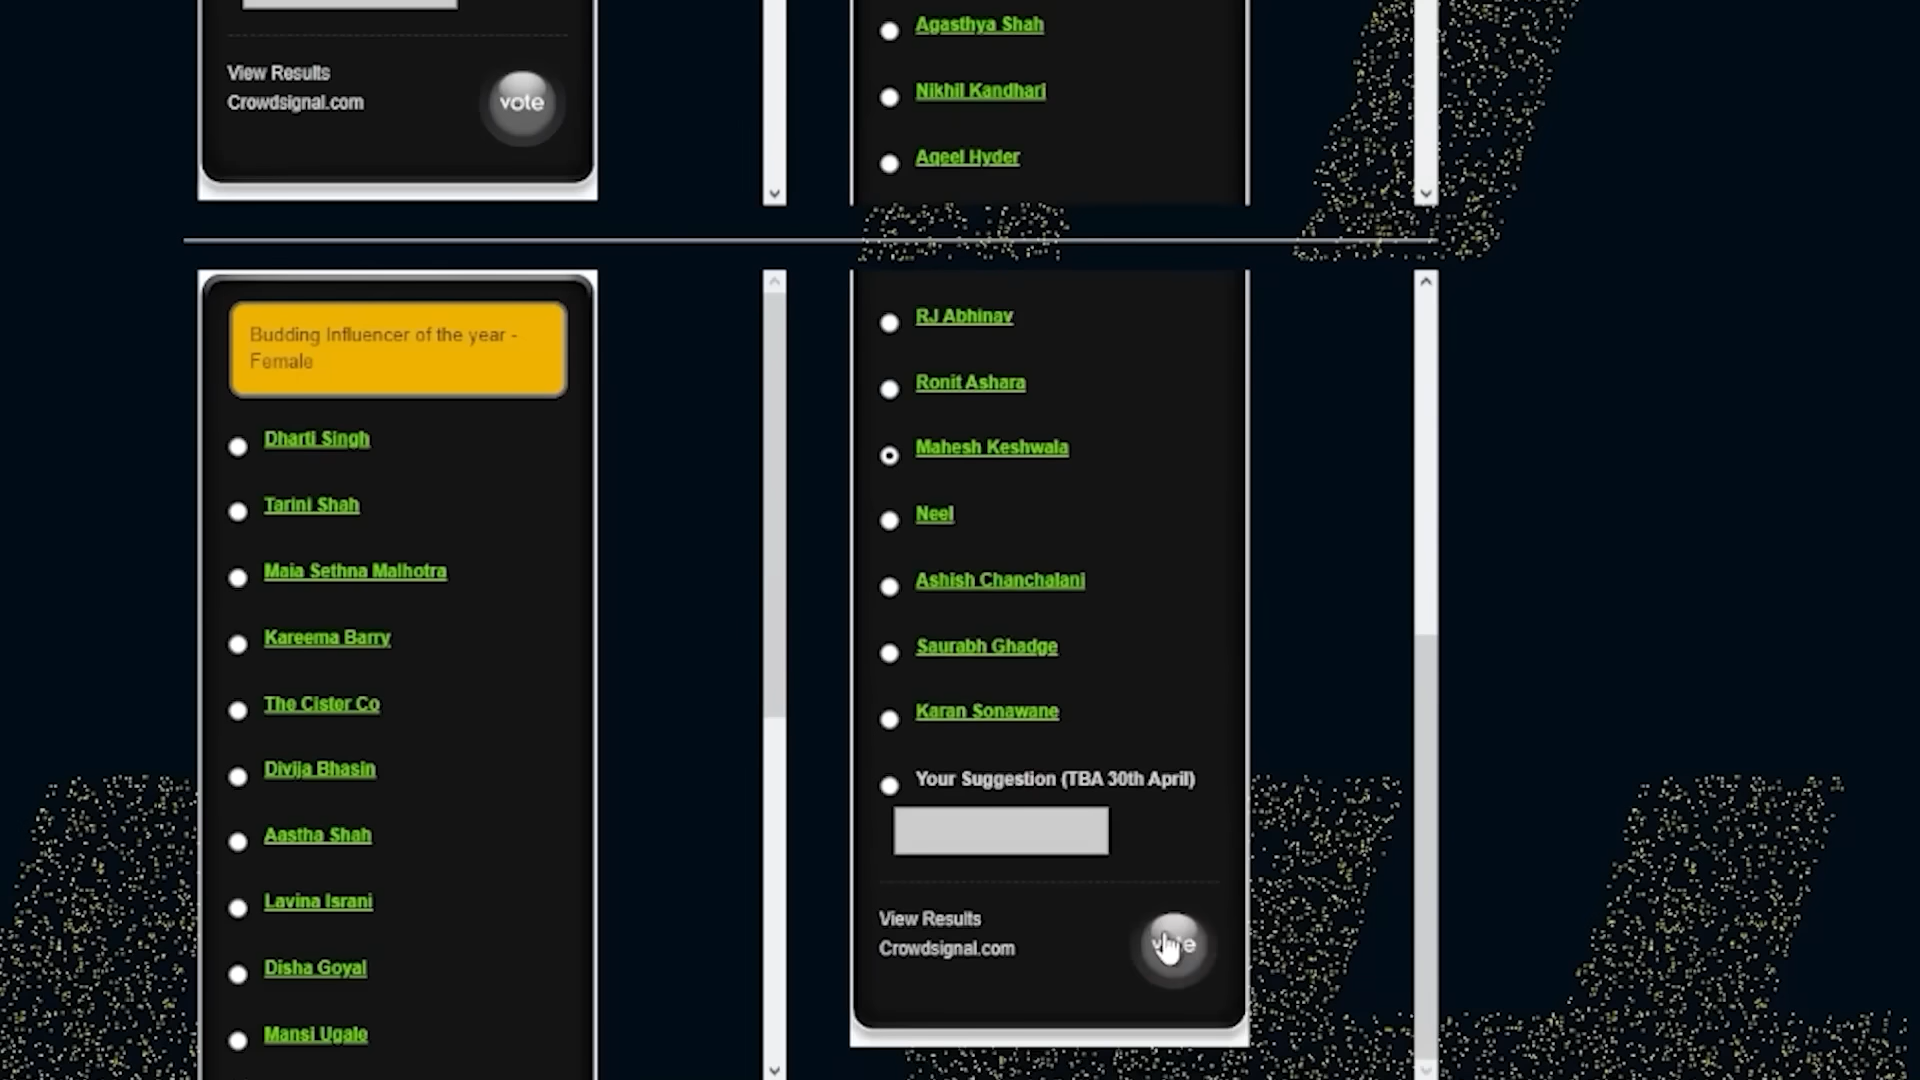 View Results
Crowdsignal.com
vote
Agasthya Shah
Nikhil Kandhari
Aqeel Hyder
Budding Influencer of the year -
Female
Dharti Singh
Tarini Shah
Maia Sethna Malhotra
Kareema Barry
The Cister Co
Divija Bhasin
Aastha Shah
Lavina Israni
Disha Goyal
Mansi Ugale
RJ Abhinav
Ronit Ashara
Mahesh Keshwala
Neel
Ashish Chanchalani
Saurabh Ghadge
Karan Sonawane
Your Suggestion (TBA 30th April)
View Results
Crowdsignal.com
vote